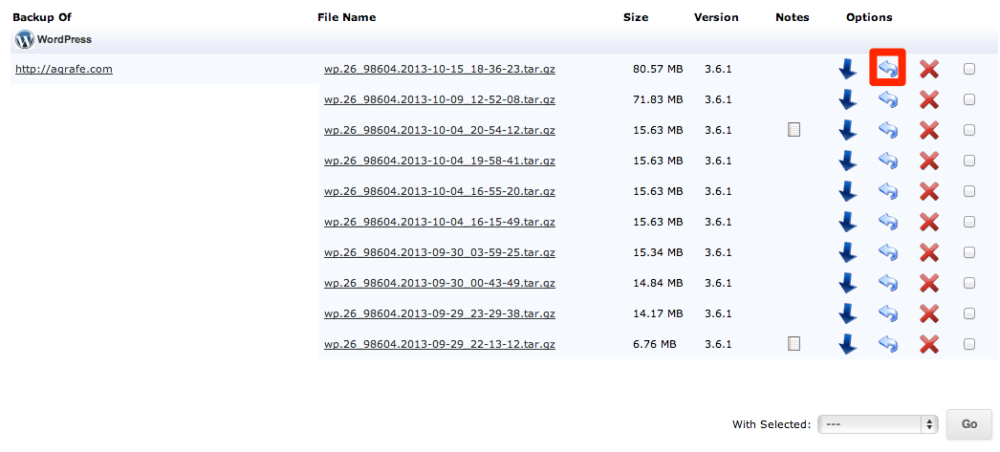 Backup Of File Name Size Version Notes Options
WordPress
http://agrafe.com wp.26_98604.2013-10-15_18-36-23.tar.gz 80.57 MB 3.6.1
wp.26_98604.2013-10-09_12-52-08.tar.gz 71.83 MB 3.6.1
wp.26_98604.2013-10-04_20-54-12.tar.gz 15.63 MB 3.6.1
wp.26_98604.2013-10-04_19-58-41.tar.gz 15.63 MB 3.6.1
wp.26_98604.2013-10-04_16-55-20.tar.gz 15.63 MB 3.6.1
wp.26_98604.2013-10-04_16-15-49.tar.gz 15.63 MB 3.6.1
wp.26_98604.2013-09-30_03-59-25.tar.gz 15.34 MB 3.6.1
wp.26_98604.2013-09-30_00-43-49.tar.gz 14.84 MB 3.6.1
wp.26_98604.2013-09-29_23-29-38.tar.gz 14.17 MB 3.6.1
wp.26_98604.2013-09-29_22-13-12.tar.gz 6.76 MB 3.6.1
With Selected: --- Go